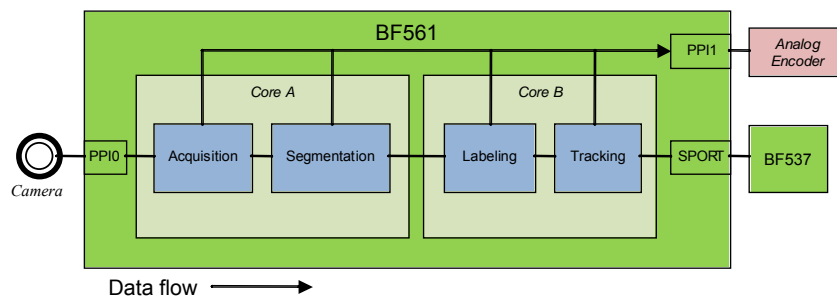 BF561
PPI1
Analog
Encoder
Core A
Core B
Camera
PPI0
Acquisition
Segmentation
Labeling
Tracking
SPORT
BF537
Data flow